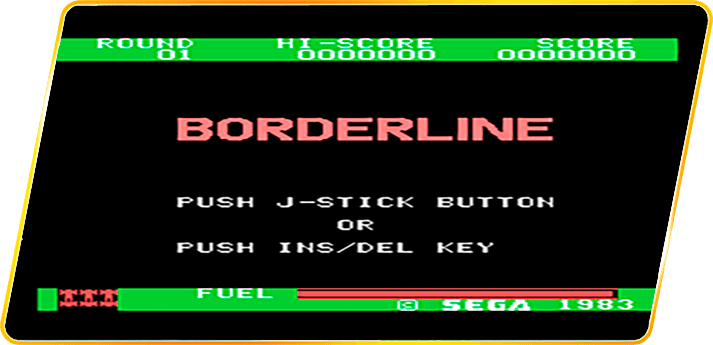 ROUND HI-SCORE SCORE
01 0000000 0000000
BORDERLINE
PUSH J-STICK BUTTON
OR
PUSH INS/DEL KEY
FUEL
© SEGA 1983